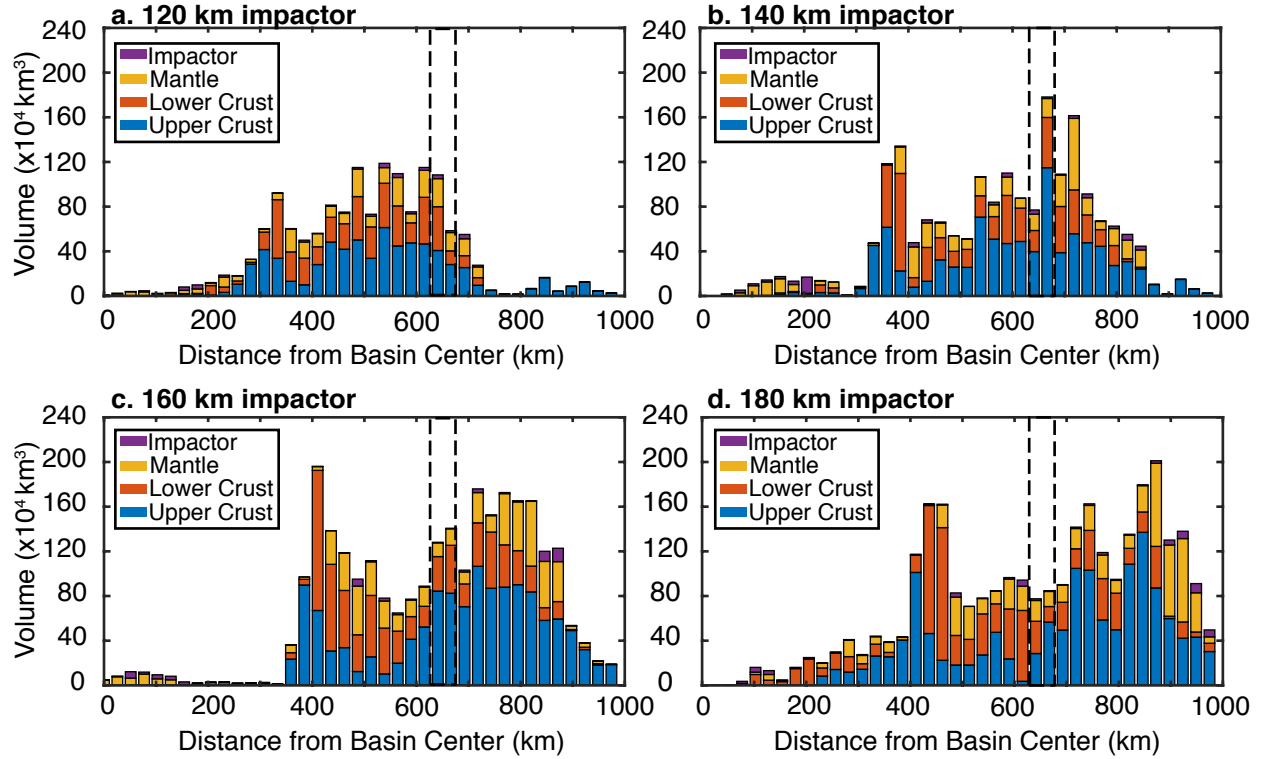 a. 120 km impactor
240
200
160
120
80
40
0
Volume (x10⁴ km³)
Impactor
Mantle
Lower Crust
Upper Crust
0 200 400 600 800 1000
Distance from Basin Center (km)
b. 140 km impactor
240
200
160
120
80
40
0
Impactor
Mantle
Lower Crust
Upper Crust
0 200 400 600 800 1000
Distance from Basin Center (km)
c. 160 km impactor
240
200
160
120
80
40
0
Volume (x10⁴ km³)
Impactor
Mantle
Lower Crust
Upper Crust
0 200 400 600 800 1000
Distance from Basin Center (km)
d. 180 km impactor
240
200
160
120
80
40
0
Impactor
Mantle
Lower Crust
Upper Crust
0 200 400 600 800 1000
Distance from Basin Center (km)